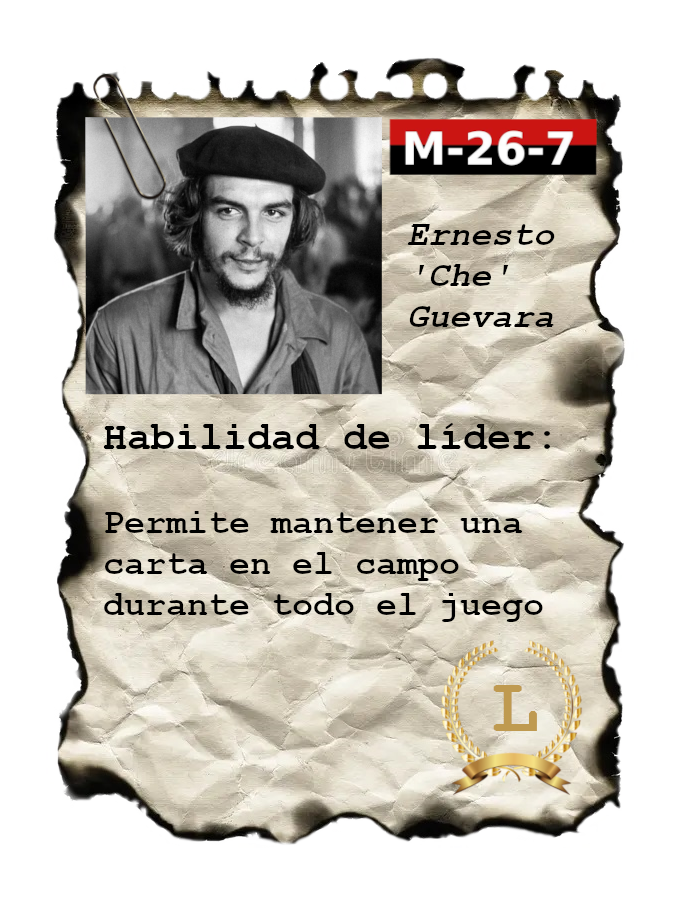 M-26-7
Ernesto
'Che'
Guevara
Habilidad de líder:
Permite mantener una
carta en el campo
durante todo el juego
L